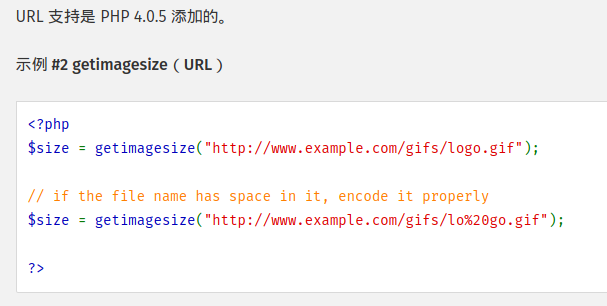 URL 支持是 PHP 4.0.5 添加的。
示例 #2 getimagesize（URL）
<?php
$size = getimagesize("http://www.example.com/gifs/logo.gif");
// if the file name has space in it, encode it properly
$size = getimagesize("http://www.example.com/gifs/lo%20go.gif");
?>